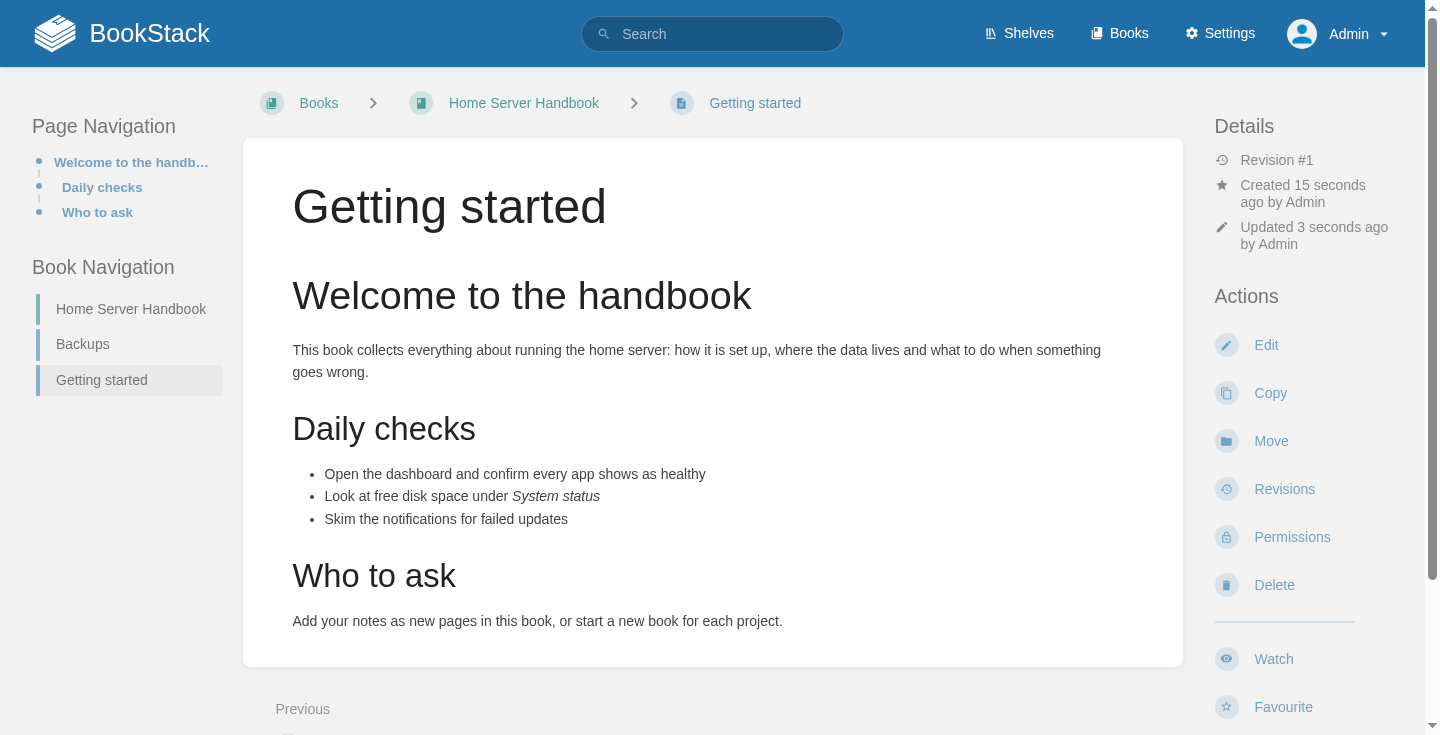 BookStack
Search
Shelves
Books
Settings
Admin
Books
Home Server Handbook
Getting started
Page Navigation
Welcome to the handb…
Daily checks
Who to ask
Book Navigation
Home Server Handbook
Backups
Getting started
Getting started
Welcome to the handbook
This book collects everything about running the home server: how it is set up, where the data lives and what to do when something
goes wrong.
Daily checks
Open the dashboard and confirm every app shows as healthy
Look at free disk space under System status
Skim the notifications for failed updates
Who to ask
Add your notes as new pages in this book, or start a new book for each project.
Previous
Details
Revision #1
Created 15 seconds
ago by Admin
Updated 3 seconds ago
by Admin
Actions
Edit
Copy
Move
Revisions
Permissions
Delete
Watch
Favourite